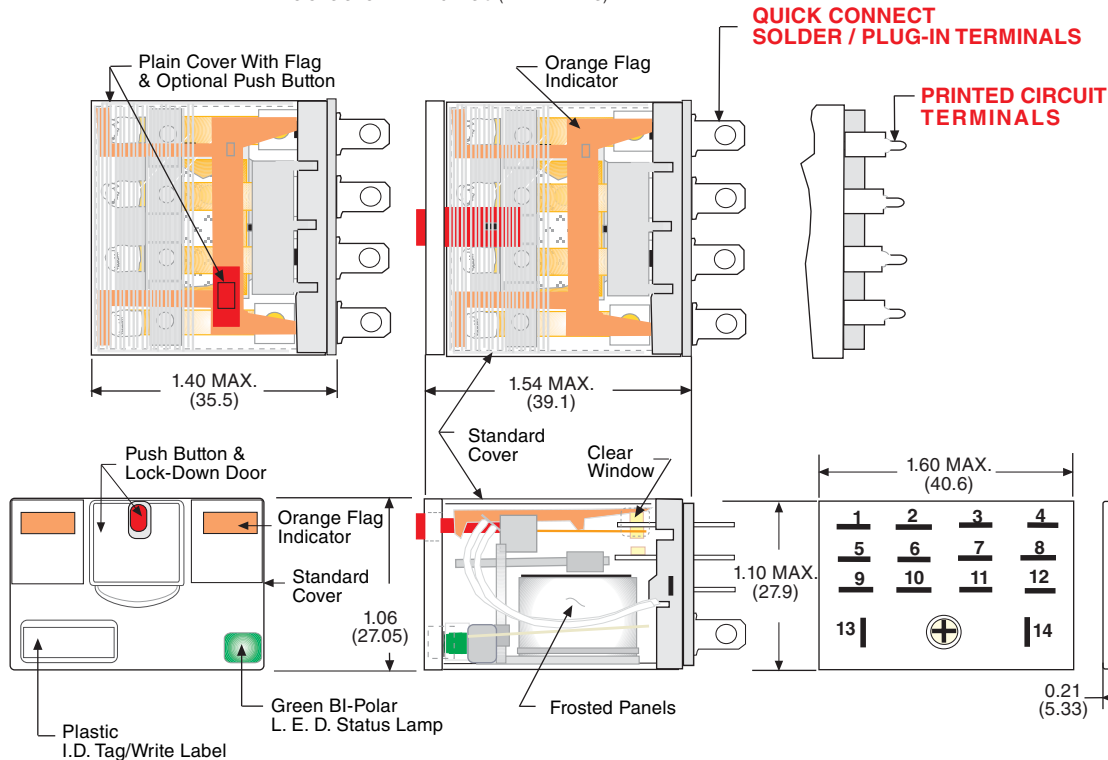 QUICK CONNECT
SOLDER / PLUG-IN TERMINALS
Plain Cover With Flag
& Optional Push Button
Orange Flag
Indicator
PRINTED CIRCUIT
TERMINALS
1.40 MAX.
(35.5)
1.54 MAX.
(39.1)
Standard
Cover
Clear
Window
1.60 MAX.
(40.6)
Push Button &
Lock-Down Door
Orange Flag
Indicator
Standard
Cover
1.06
(27.05)
1.10 MAX.
(27.9)
1 2 3 4
5 6 7 8
9 10 11 12
13 14
0.21
(5.33)
Green BI-Polar
L. E. D. Status Lamp
Frosted Panels
Plastic
I.D. Tag/Write Label